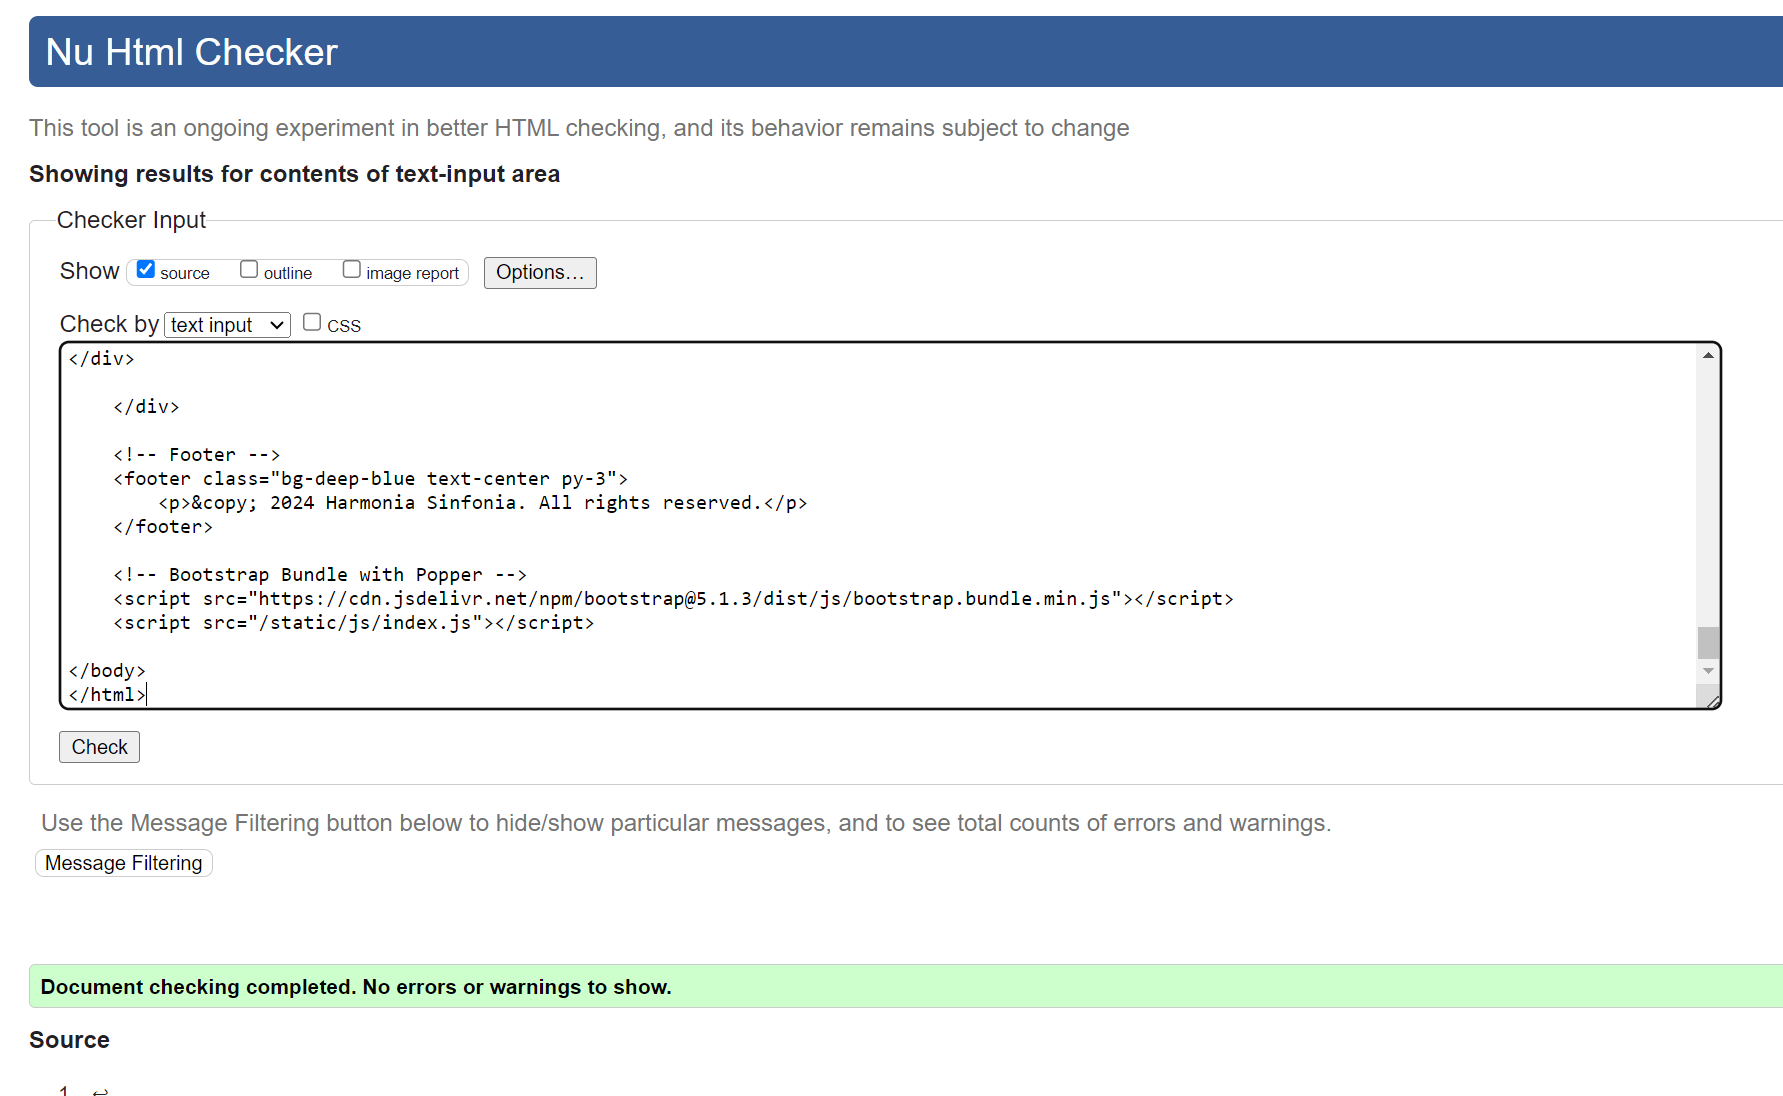 Nu Html Checker
This tool is an ongoing experiment in better HTML checking, and its behavior remains subject to change
Showing results for contents of text-input area
Checker Input
Show source outline image report Options...
Check by text input CSS
</div>
</div>
<!-- Footer -->
<footer class="bg-deep-blue text-center py-3">
<p>&copy; 2024 Harmonia Sinfonia. All rights reserved.</p>
</footer>
<!-- Bootstrap Bundle with Popper -->
<script src="https://cdn.jsdelivr.net/npm/bootstrap@5.1.3/dist/js/bootstrap.bundle.min.js"></script>
<script src="/static/js/index.js"></script>
</body>
</html>
Check
Use the Message Filtering button below to hide/show particular messages, and to see total counts of errors and warnings.
Message Filtering
Document checking completed. No errors or warnings to show.
Source
1 ↩